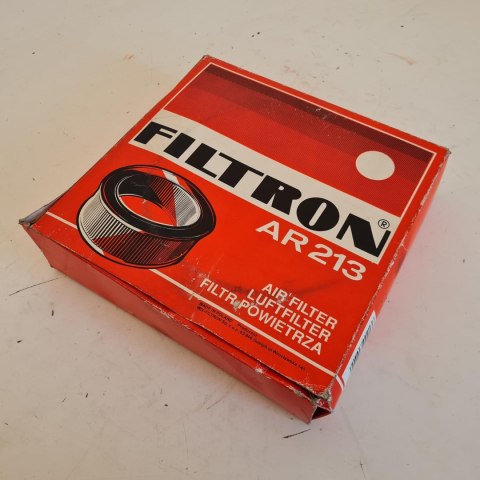 FILTRON®
AR 213
AIR FILTER
LUFTFILTER
FILTR POWIETRZA